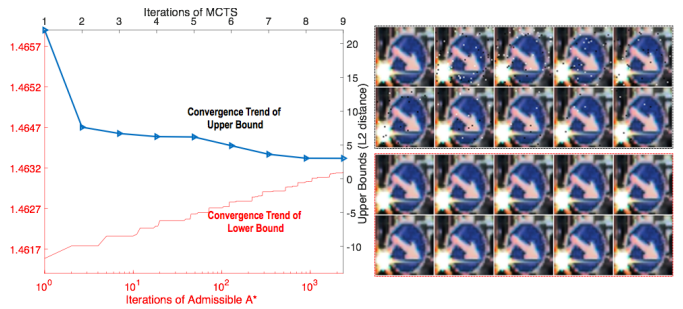 Iterations of MCTS
1 2 3 4 5 6 7 8 9
1.4657
1.4652
1.4647
1.4642
1.4637
1.4632
1.4627
1.4617
20
15
10
5
0
-5
-10
Upper Bounds (L2 distance)
Convergence Trend of
Upper Bound
Convergence Trend of
Lower Bound
10^0 10^1 10^2 10^3
Iterations of Admissible A*